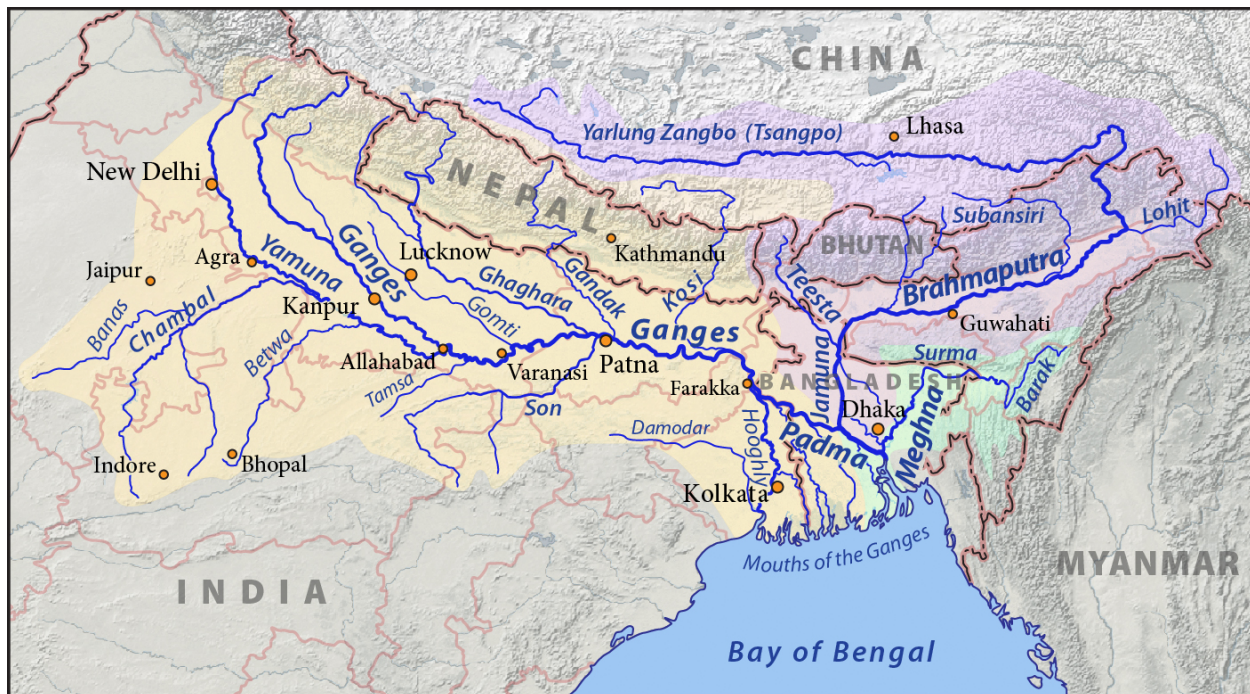 CHINA
Yarlung Zangbo (Tsangpo)
Lhasa
New Delhi
NEPAL
Subansiri
Lohit
BHUTAN
Kathmandu
Agra
Yamuna
Ganges
Lucknow
Jaipur
Ghaghara
Gandak
Kosi
Teesta
Brahmaputra
Banas
Chambal
Kanpur
Gomti
Ganges
Guwahati
Betwa
Allahabad
Varanasi
Patna
Jamuna
Surma
Tamsa
Farakka
BANGLADESH
Barak
Son
Dhaka
Meghna
Damodar
Hooghly
Padma
Indore
Bhopal
Kolkata
Mouths of the Ganges
INDIA
MYANMAR
Bay of Bengal